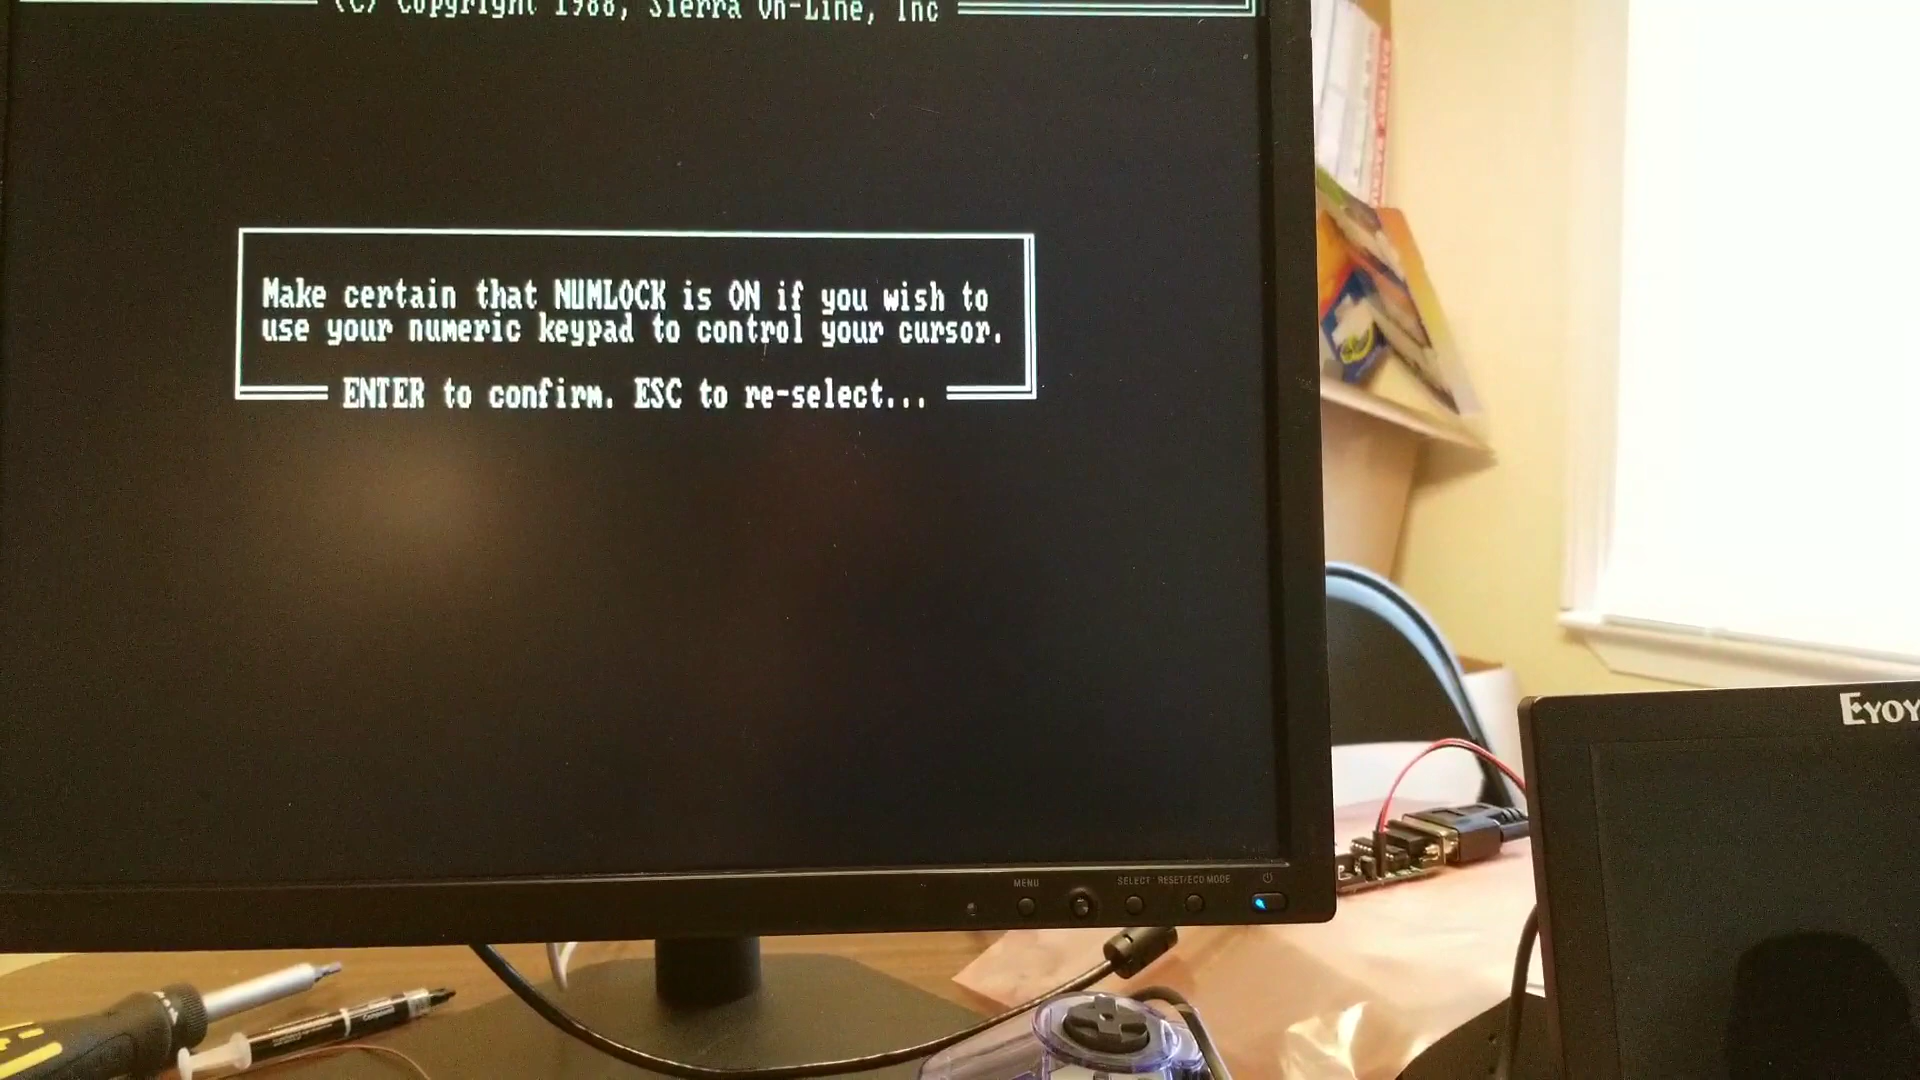 (C) Copyright 1988, Sierra On-Line, Inc
Make certain that NUMLOCK is ON if you wish to
use your numeric keypad to control your cursor.
ENTER to confirm. ESC to re-select...
MENU
SELECT
RESET/ECO MODE
EYOY